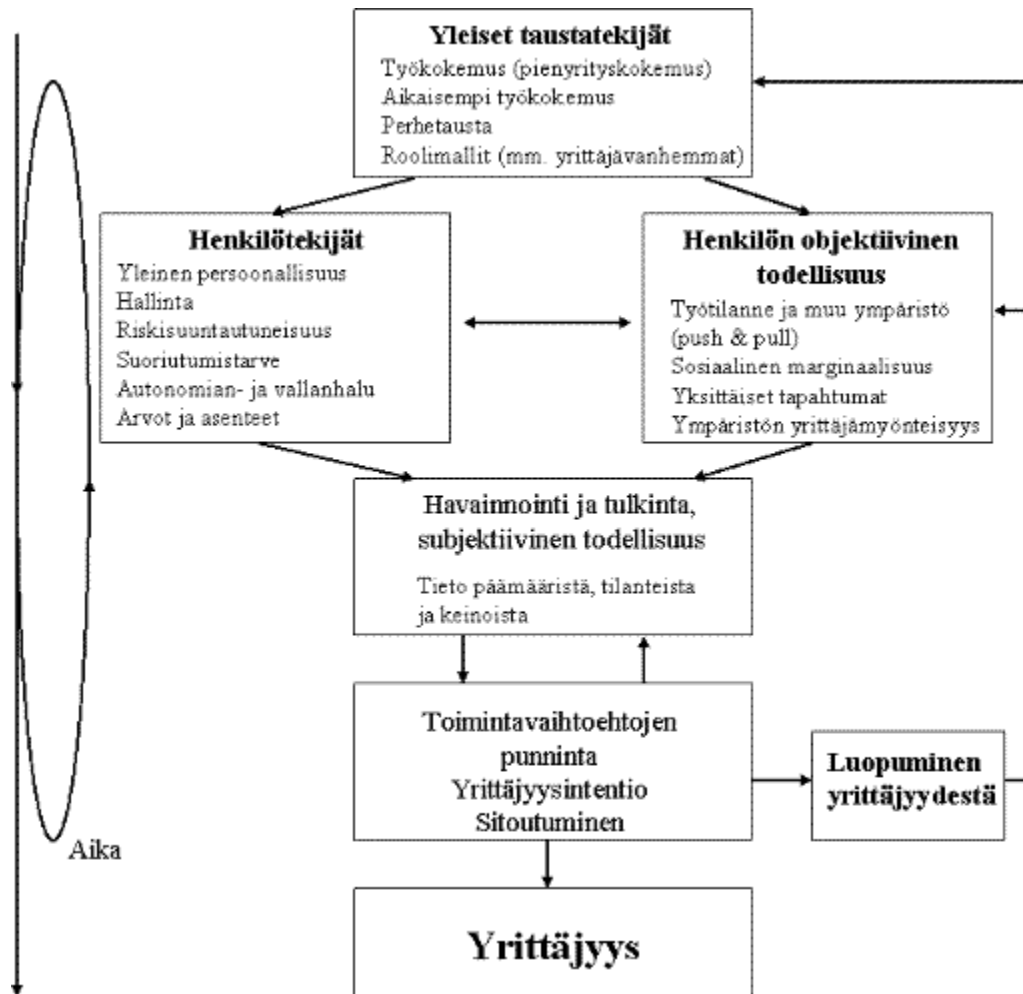 Yleiset taustatekijät
Työkokemus (pienyrityskokemus)
Aikaisempi työkokemus
Perhetausta
Roolimallit (mm. yrittäjävanhemmat)
Henkilötekijät
Yleinen persoonallisuus
Hallinta
Riskisuuntautuneisuus
Suoriutumistarve
Autonomian- ja vallanhalu
Arvot ja asenteet
Henkilön objektiivinen
todellisuus
Työtilanne ja muu ympäristö
(push & pull)
Sosiaalinen marginaalisuus
Yksittäiset tapahtumat
Ympäristön yrittäjämyönteisyys
Havainnointi ja tulkinta,
subjektiivinen todellisuus
Tieto päämääristä, tilanteista
ja keinoista
Toimintavaihtoehtojen
punninta
Yrittäjyysintentio
Sitoutuminen
Luopuminen
yrittäjyydestä
Aika
Yrittäjyys